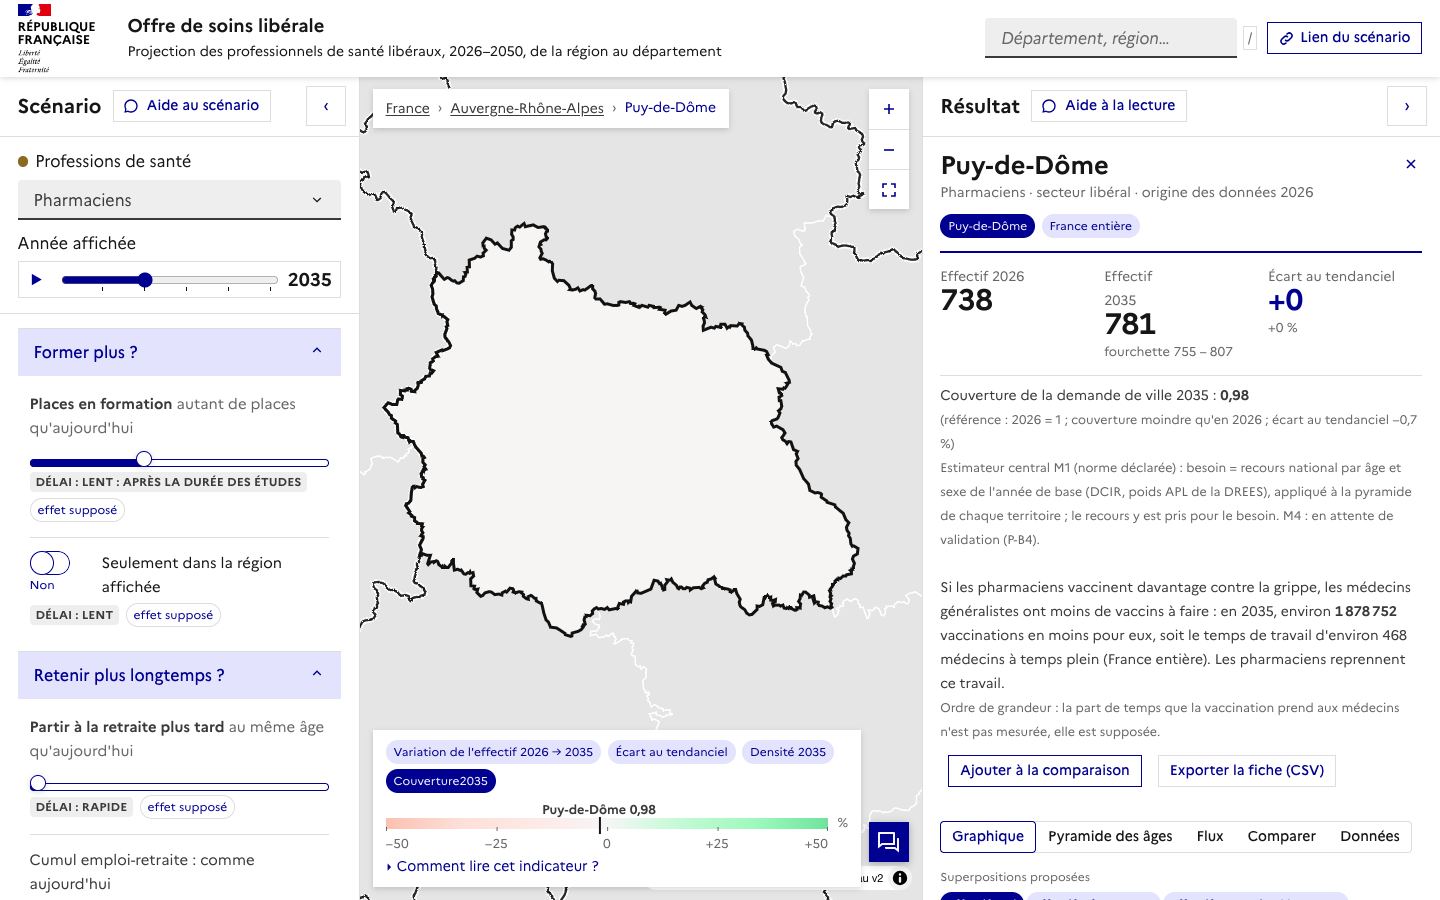 RÉPUBLIQUE
FRANÇAISE
Liberté
Égalité
Fraternité
Offre de soins libérale
Projection des professionnels de santé libéraux, 2026–2050, de la région au département
Département, région…
/
Lien du scénario
Scénario
Aide au scénario
‹
Professions de santé
Pharmaciens
Année affichée
2035
Former plus ?
Places en formation autant de places
qu'aujourd'hui
DÉLAI : LENT : APRÈS LA DURÉE DES ÉTUDES
effet supposé
Seulement dans la région
affichée
Non
DÉLAI : LENT
effet supposé
Retenir plus longtemps ?
Partir à la retraite plus tard au même âge
qu'aujourd'hui
DÉLAI : RAPIDE
effet supposé
Cumul emploi-retraite : comme
aujourd'hui
France › Auvergne-Rhône-Alpes › Puy-de-Dôme
+
−
Variation de l'effectif 2026 → 2035
Écart au tendanciel
Densité 2035
Couverture2035
Puy-de-Dôme 0,98
%
−50
−25
0
+25
+50
Comment lire cet indicateur ?
v2
Résultat
Aide à la lecture
›
Puy-de-Dôme
×
Pharmaciens · secteur libéral · origine des données 2026
Puy-de-Dôme
France entière
Effectif 2026
738
Effectif
2035
781
fourchette 755 – 807
Écart au tendanciel
+0
+0 %
Couverture de la demande de ville 2035 : 0,98
(référence : 2026 = 1 ; couverture moindre qu'en 2026 ; écart au tendanciel −0,7
%)
Estimateur central M1 (norme déclarée) : besoin = recours national par âge et
sexe de l'année de base (DCIR, poids APL de la DREES), appliqué à la pyramide
de chaque territoire ; le recours y est pris pour le besoin. M4 : en attente de
validation (P-B4).
Si les pharmaciens vaccinent davantage contre la grippe, les médecins
généralistes ont moins de vaccins à faire : en 2035, environ 1 878 752
vaccinations en moins pour eux, soit le temps de travail d'environ 468
médecins à temps plein (France entière). Les pharmaciens reprennent
ce travail.
Ordre de grandeur : la part de temps que la vaccination prend aux médecins
n'est pas mesurée, elle est supposée.
Ajouter à la comparaison
Exporter la fiche (CSV)
Graphique
Pyramide des âges
Flux
Comparer
Données
Superpositions proposées